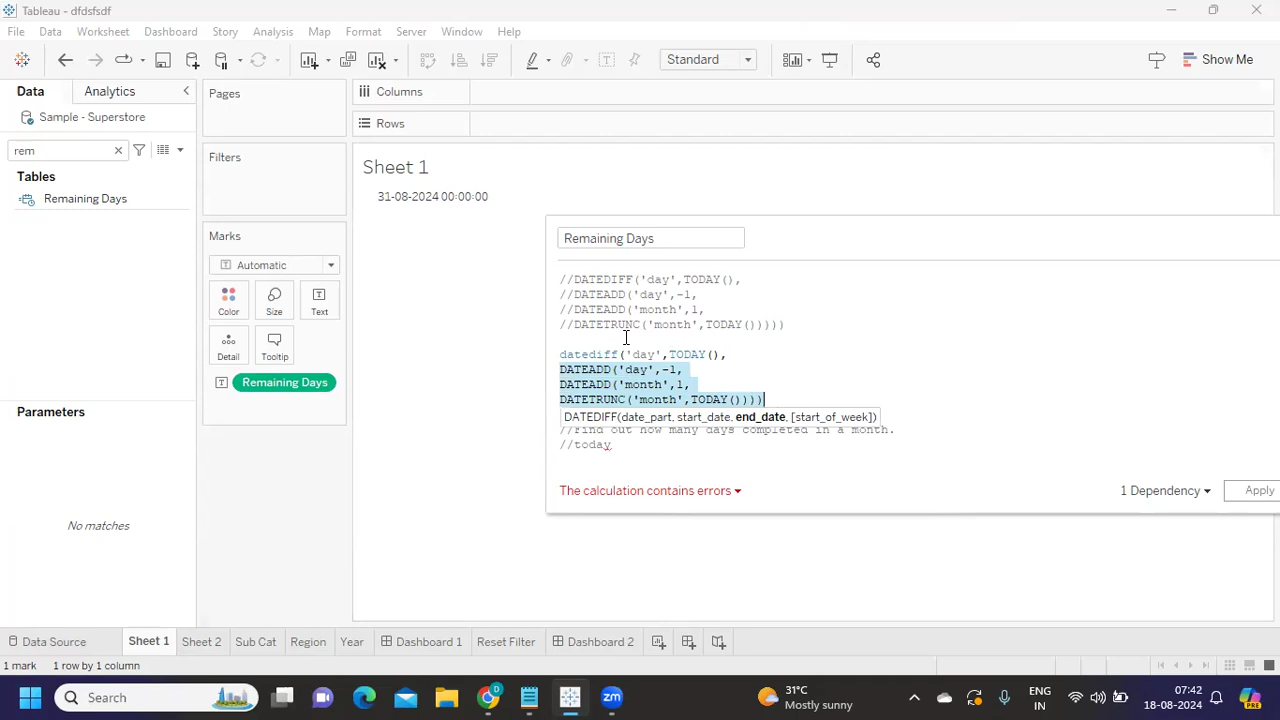 Tableau - dfdsfsdf
File Data Worksheet Dashboard Story Analysis Map Format Server Window Help
Standard
Show Me
Data Analytics
Pages
Columns
Sample - Superstore
Rows
rem
Filters
Sheet 1
Tables
Remaining Days
31-08-2024 00:00:00
Marks
Remaining Days
Automatic
//DATEDIFF('day',TODAY(),
//DATEADD('day',-1,
//DATEADD('month',1,
//DATETRUNC('month',TODAY()))))
Color Size Text
Detail Tooltip
datediff('day',TODAY(),
DATEADD('day',-1,
DATEADD('month',1,
DATETRUNC('month',TODAY())))
Remaining Days
DATEDIFF(date_part, start_date, end_date, [start_of_week])
//Find out how many days completed in a month.
//today
Parameters
The calculation contains errors
1 Dependency
Apply
No matches
Data Source Sheet 1 Sheet 2 Sub Cat Region Year Dashboard 1 Reset Filter Dashboard 2
1 mark 1 row by 1 column
Search
D
zm
31°C
Mostly sunny
ENG
IN
07:42
18-08-2024
PRE